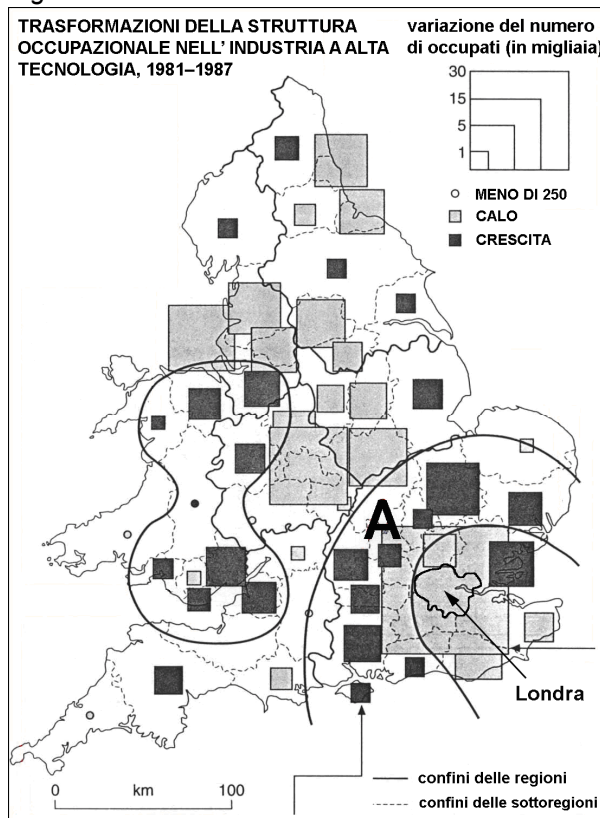 TRASFORMAZIONI DELLA STRUTTURA
OCCUPAZIONALE NELL' INDUSTRIA A ALTA
TECNOLOGIA, 1981–1987
variazione del numero
di occupati (in migliaia)
30
15
5
1
MENO DI 250
CALO
CRESCITA
A
Londra
0 km 100
confini delle regioni
confini delle sottoregioni